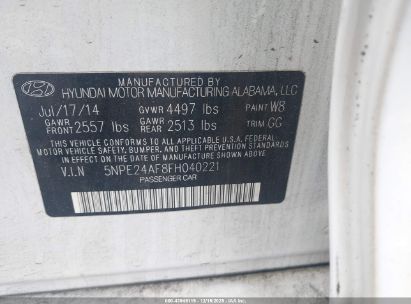 MANUFACTURED BY
HYUNDAI MOTOR MANUFACTURING ALABAMA, LLC
Jul/17/14 GVWR 4497 lbs PAINT W8
GAWR FRONT 2557 lbs GAWR REAR 2513 lbs TRIM GG
THIS VEHICLE CONFORMS TO ALL APPLICABLE U.S.A. FEDERAL
MOTOR VEHICLE SAFETY, BUMPER, AND THEFT PREVENTION
STANDARDS IN EFFECT ON THE DATE OF MANUFACTURE SHOWN ABOVE.
V.I.N 5NPE24AF8FH040221
PASSENGER CAR